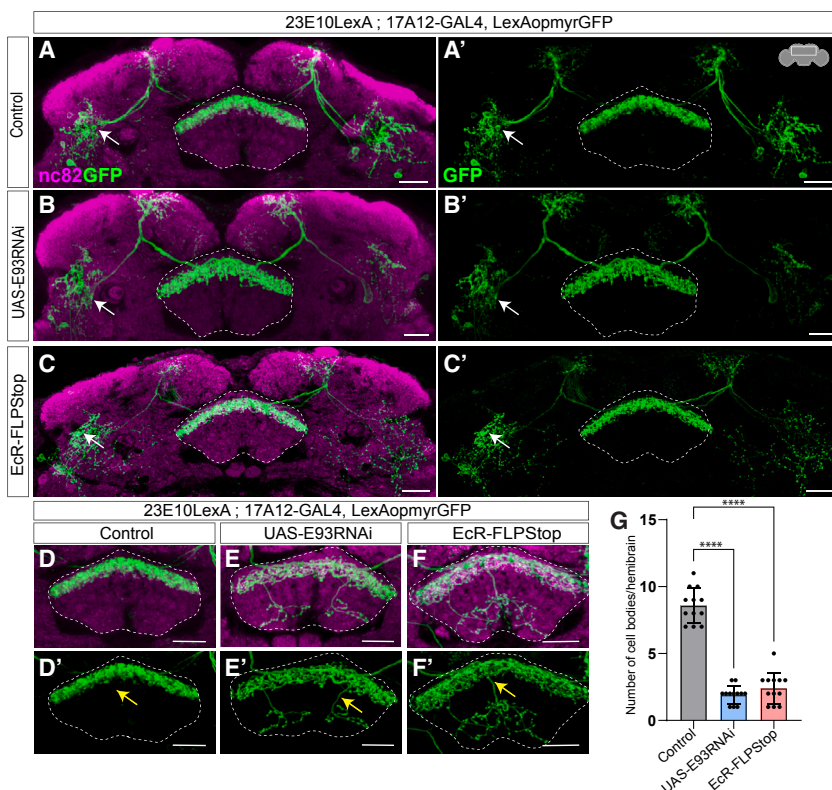 23E10LexA ; 17A12-GAL4, LexAopmyrGFP
Control
A
A'
nc82GFP
GFP
UAS-E93RNAi
B
B'
EcR-FLPStop
C
C'
23E10LexA ; 17A12-GAL4, LexAopmyrGFP
Control
UAS-E93RNAi
EcR-FLPStop
D
E
F
D'
E'
F'
G
Number of cell bodies/hemibrain
15
10
5
0
****
****
Control
UAS-E93RNAi
EcR-FLPStop